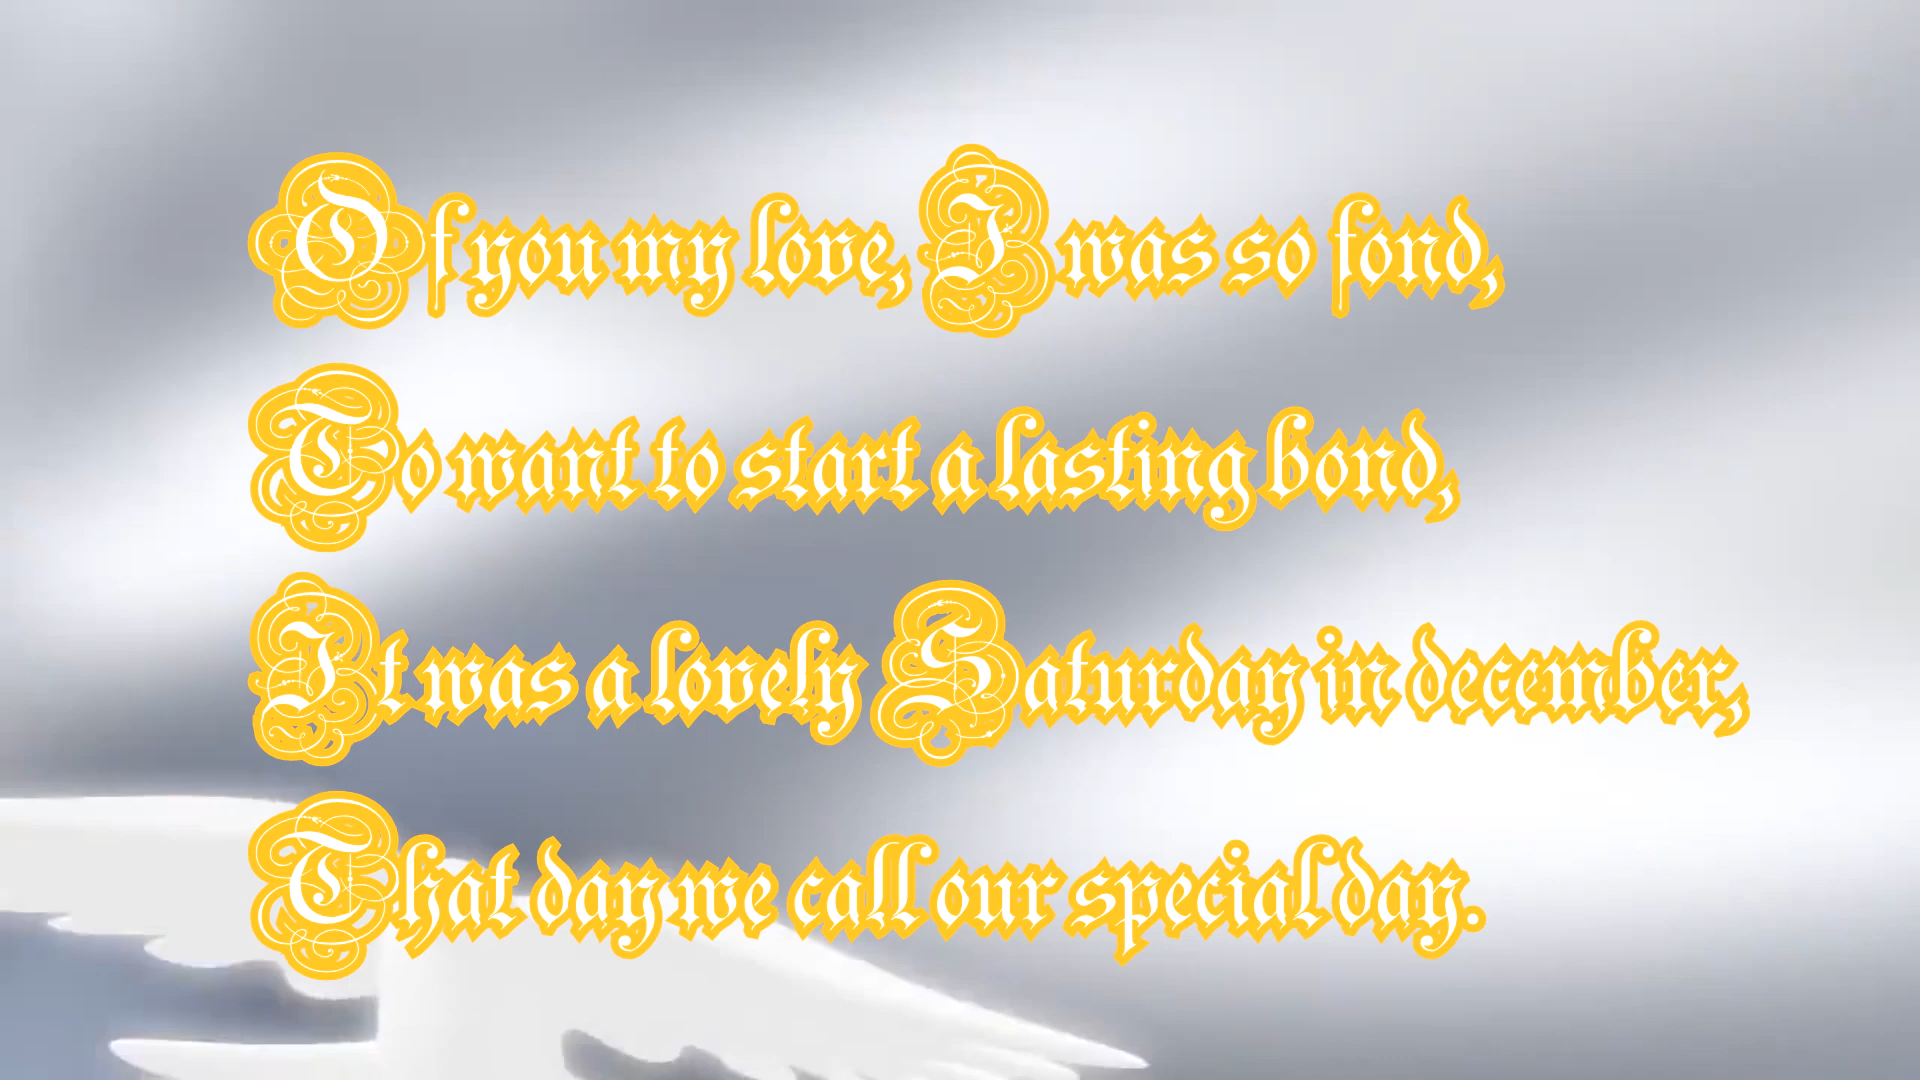 Of you my love, I was so fond,
To want to start a lasting bond,
It was a lovely Saturday in december,
That day we call our special day.